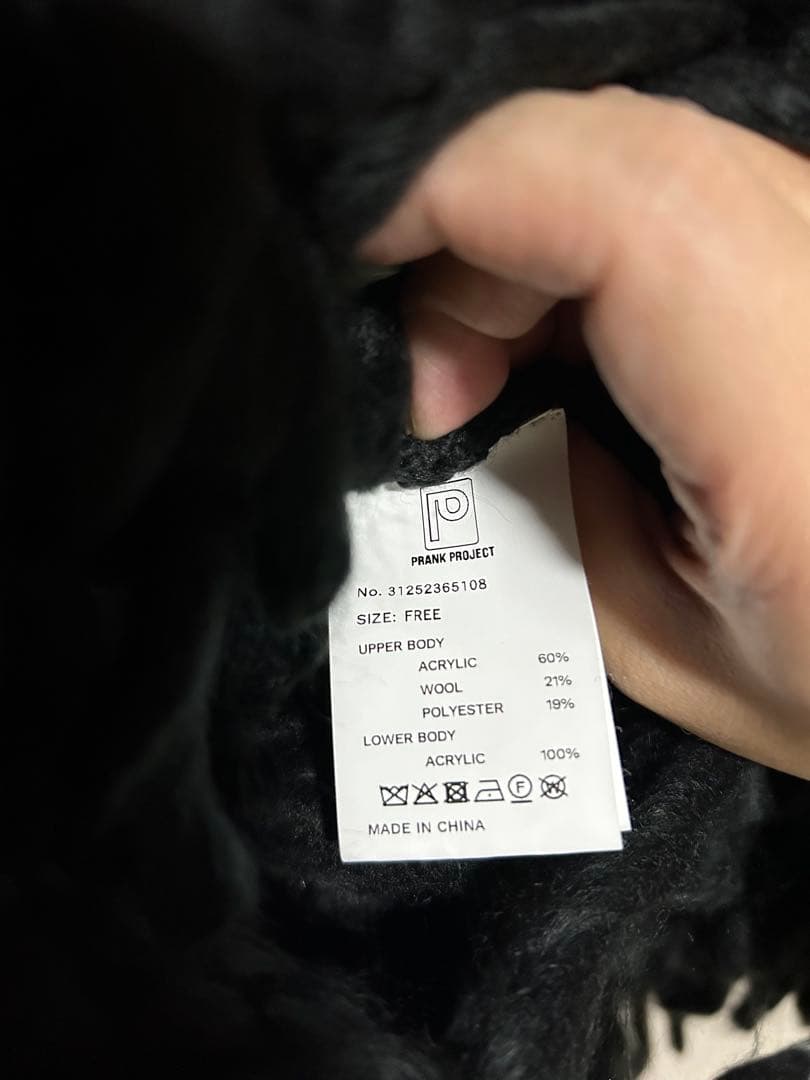 P
PRANK PROJECT
No. 31252365108
SIZE: FREE
UPPER BODY
ACRYLIC 60%
WOOL 21%
POLYESTER 19%
LOWER BODY
ACRYLIC 100%
F W
MADE IN CHINA